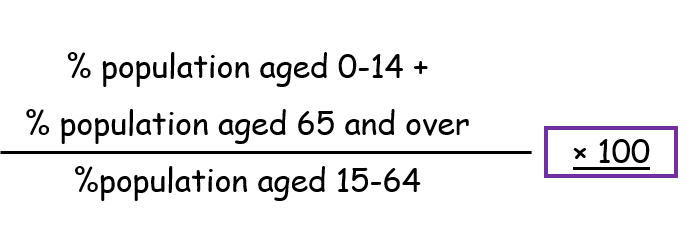 % population aged 0-14 +
% population aged 65 and over
%population aged 15-64
× 100